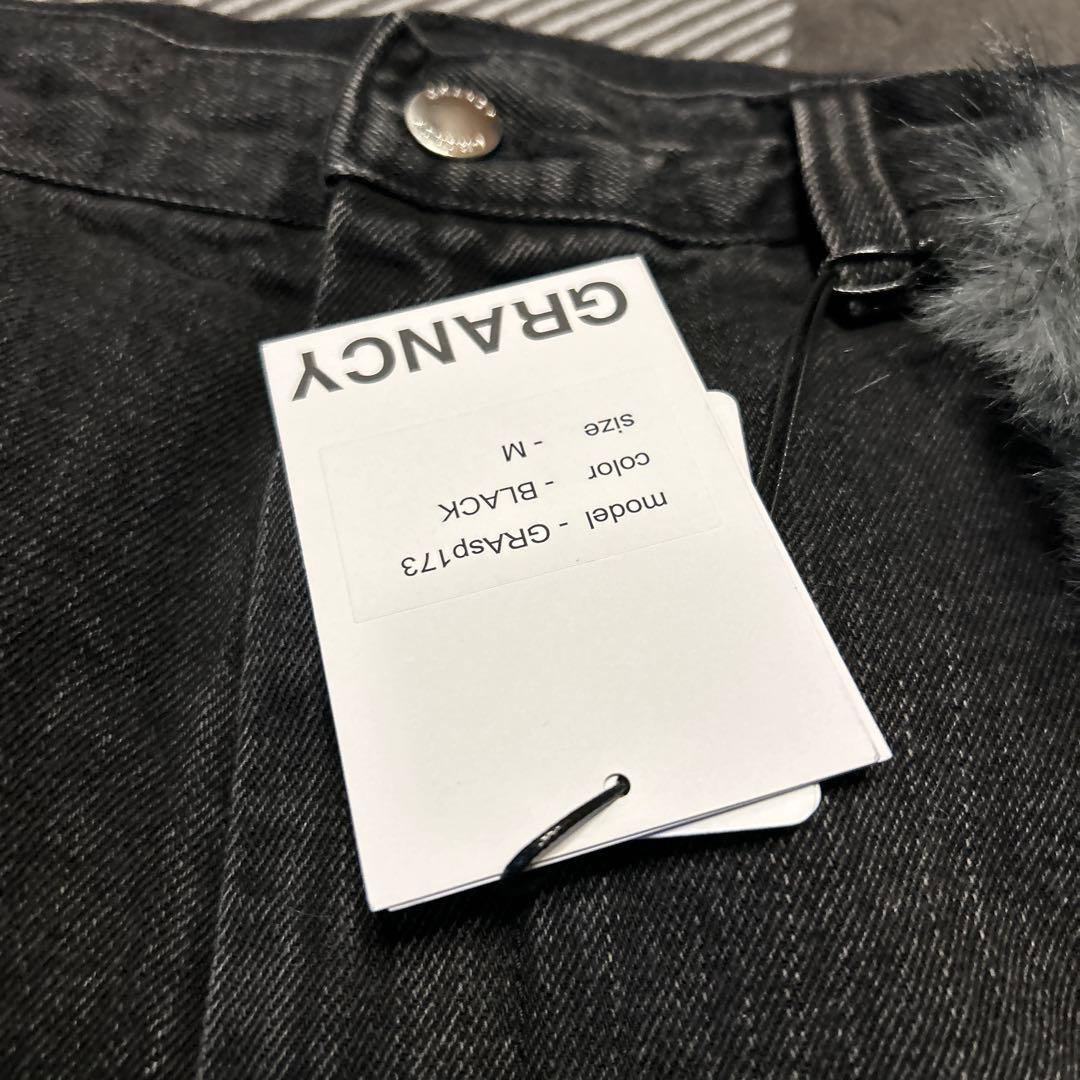 GRANCY
model - GRAsp173
color - BLACK
size - M